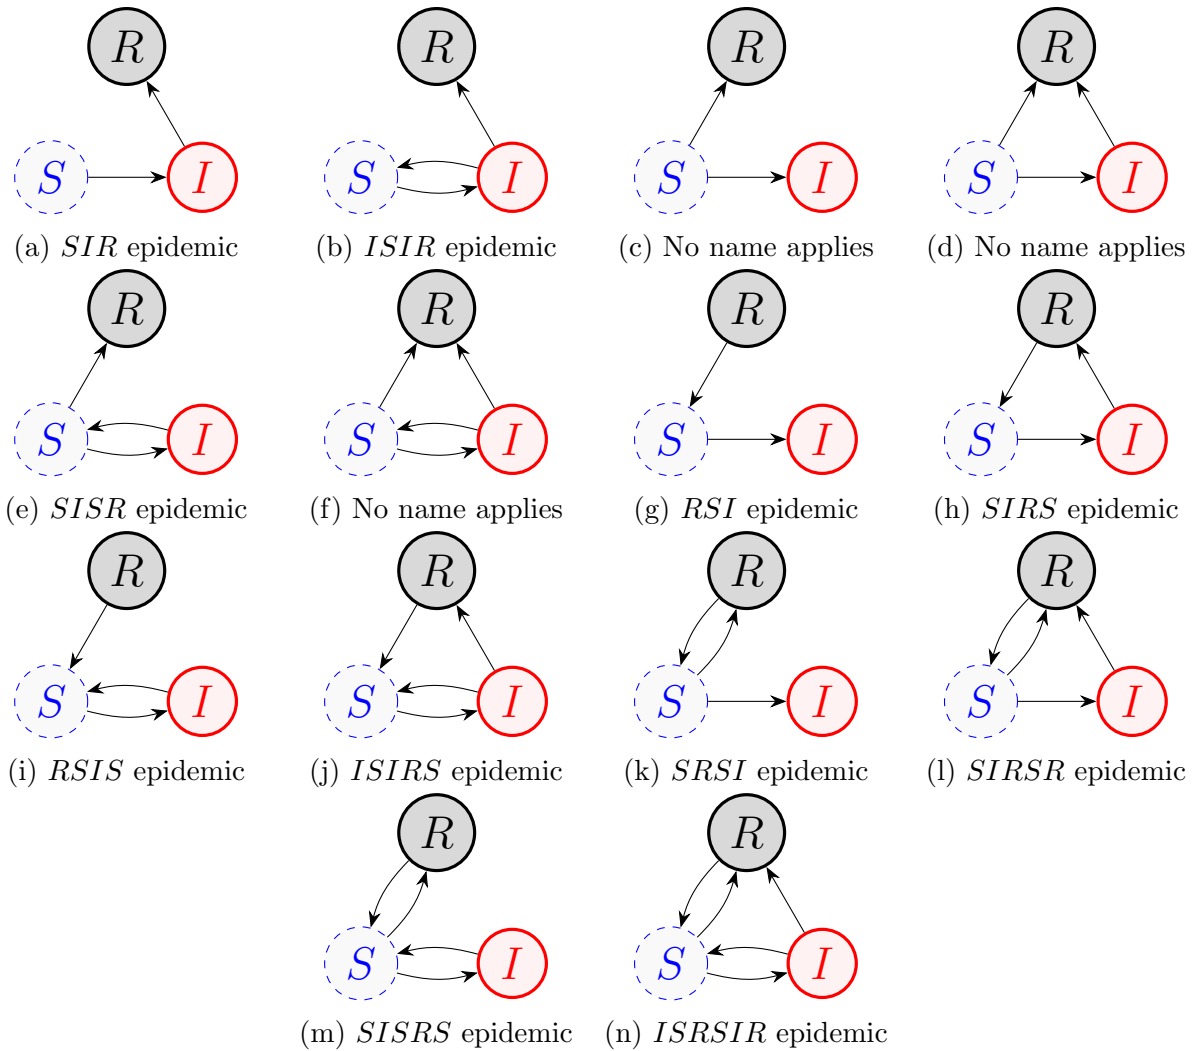 R R R R
S I S I S I S I
(a) SIR epidemic (b) ISIR epidemic (c) No name applies (d) No name applies
R R R R
S I S I S I S I
(e) SISR epidemic (f) No name applies (g) RSI epidemic (h) SIRS epidemic
R R R R
S I S I S I S I
(i) RSIS epidemic (j) ISIRS epidemic (k) SRSI epidemic (l) SIRSR epidemic
R R
S I S I
(m) SISRS epidemic (n) ISRSIR epidemic